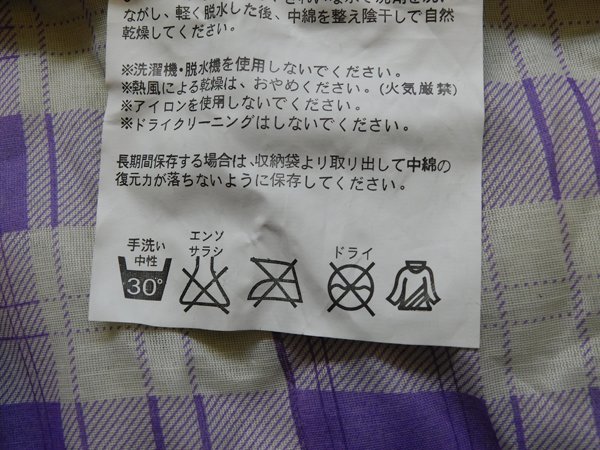 ながし、軽く脱水した後、中綿を整え陰干しで自然
乾燥してください。
※洗濯機・脱水機を使用しないでください。
※熱風による乾燥は、おやめください。(火気厳禁)
※アイロンを使用しないでください。
※ドライクリーニングはしないでください。
長期間保存する場合は、収納袋より取り出して中綿の
復元力が落ちないように保存してください。
手洗い
中性
30°
エンソ
サラシ
ドライ